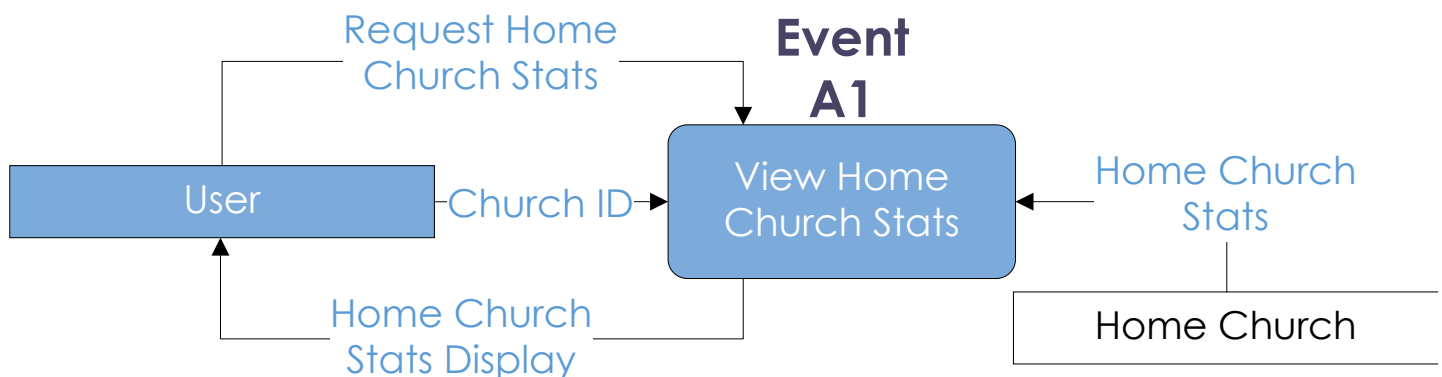 Request Home
Church Stats
Event
A1
User
Church ID
View Home
Church Stats
Home Church
Stats
Home Church
Stats Display
Home Church